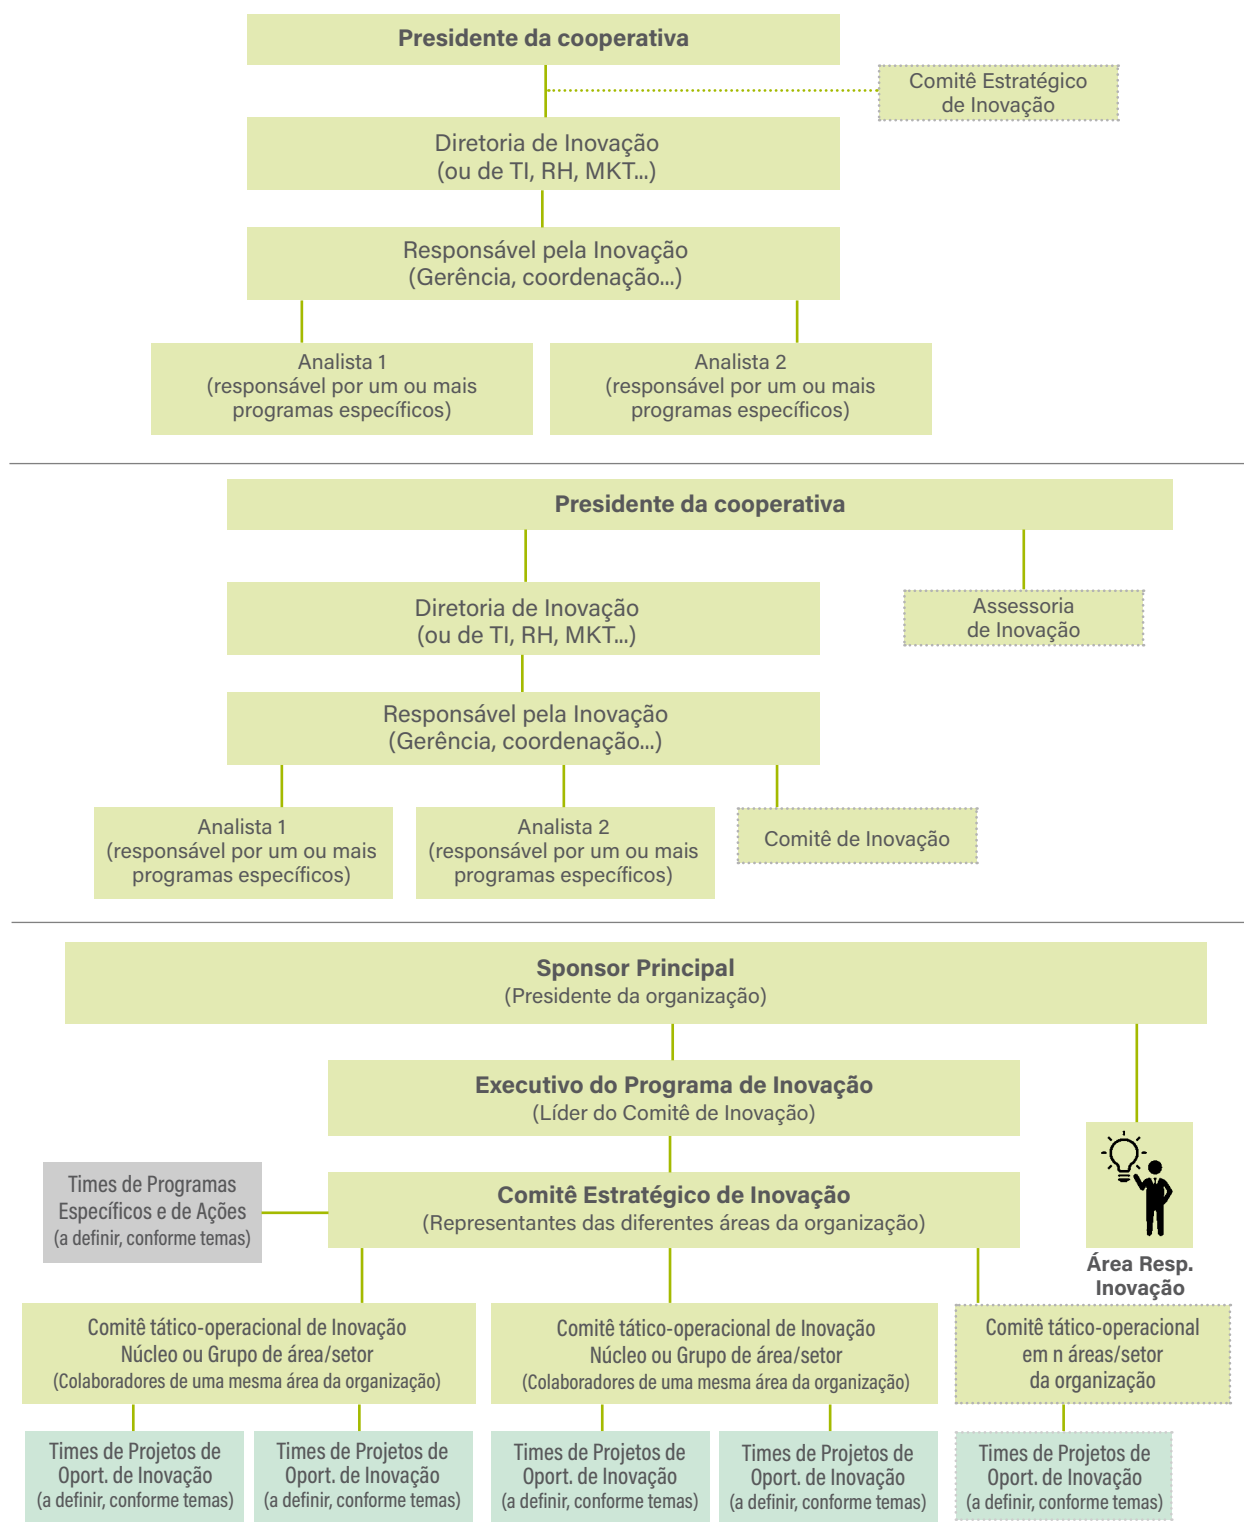 Presidente da cooperativa
Comitê Estratégico
de Inovação
Diretoria de Inovação
(ou de TI, RH, MKT...)
Responsável pela Inovação
(Gerência, coordenação...)
Analista 1
(responsável por um ou mais
programas específicos)
Analista 2
(responsável por um ou mais
programas específicos)
Presidente da cooperativa
Diretoria de Inovação
(ou de TI, RH, MKT...)
Assessoria
de Inovação
Responsável pela Inovação
(Gerência, coordenação...)
Analista 1
(responsável por um ou mais
programas específicos)
Analista 2
(responsável por um ou mais
programas específicos)
Comitê de Inovação
Sponsor Principal
(Presidente da organização)
Executivo do Programa de Inovação
(Líder do Comitê de Inovação)
Times de Programas
Específicos e de Ações
(a definir, conforme temas)
Comitê Estratégico de Inovação
(Representantes das diferentes áreas da organização)
Área Resp.
Inovação
Comitê tático-operacional de Inovação
Núcleo ou Grupo de área/setor
(Colaboradores de uma mesma área da organização)
Comitê tático-operacional de Inovação
Núcleo ou Grupo de área/setor
(Colaboradores de uma mesma área da organização)
Comitê tático-operacional
em n áreas/setor
da organização
Times de Projetos de
Oport. de Inovação
(a definir, conforme temas)
Times de Projetos de
Oport. de Inovação
(a definir, conforme temas)
Times de Projetos de
Oport. de Inovação
(a definir, conforme temas)
Times de Projetos de
Oport. de Inovação
(a definir, conforme temas)
Times de Projetos de
Oport. de Inovação
(a definir, conforme temas)